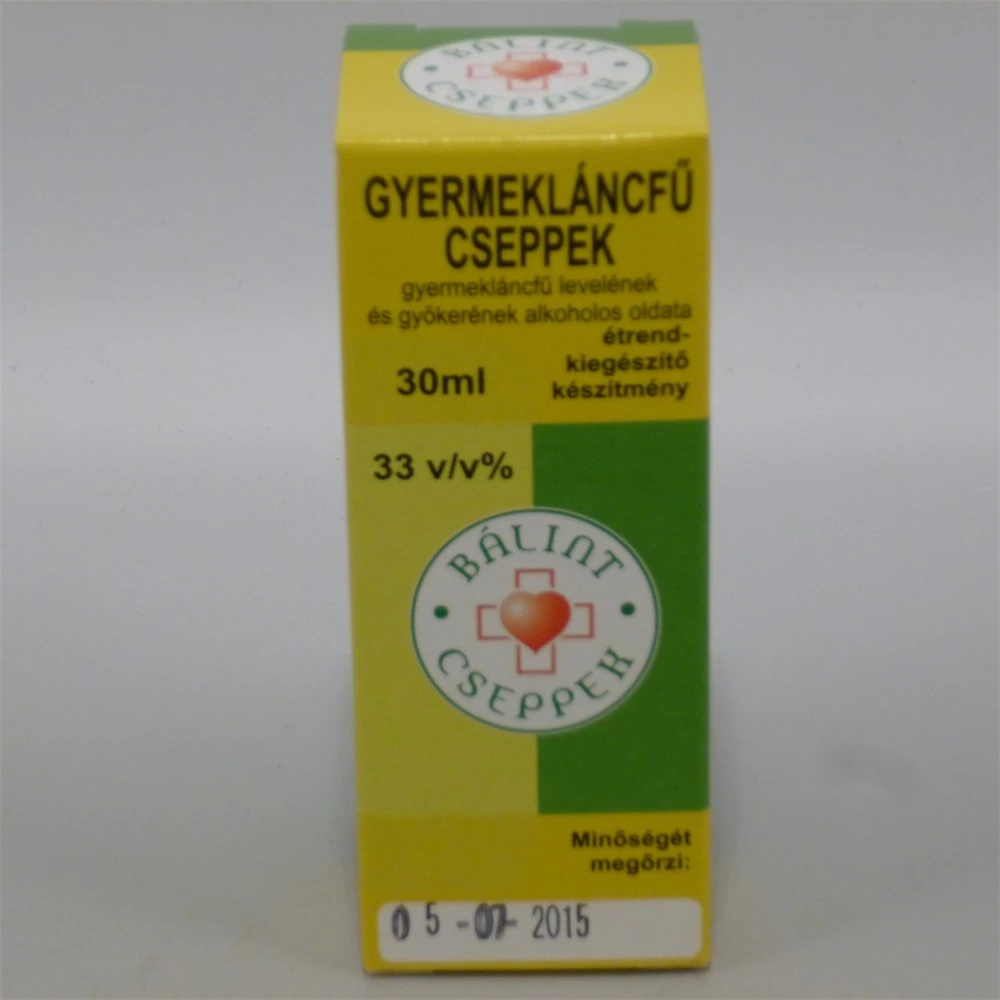 BÁLINT
CSEPPEK
GYERMEKLÁNCFŰ
CSEPPEK
gyermekláncfű levelének
és gyökerének alkoholos oldata
étrend-
kiegészítő
készítmény
30ml
33 v/v%
BÁLINT
CSEPPEK
Minőségét
megőrzi:
05-07-2015